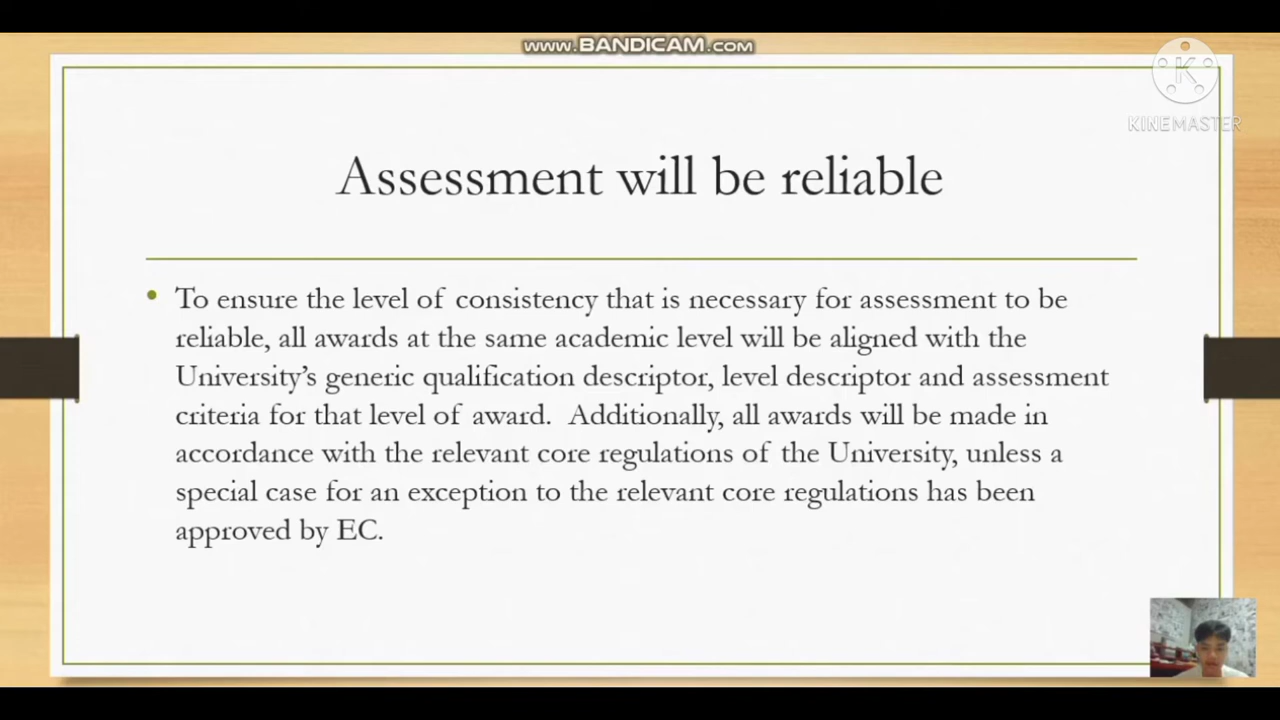 www.BANDICAM.com
KINEMASTER
Assessment will be reliable
• To ensure the level of consistency that is necessary for assessment to be
reliable, all awards at the same academic level will be aligned with the
University's generic qualification descriptor, level descriptor and assessment
criteria for that level of award.  Additionally, all awards will be made in
accordance with the relevant core regulations of the University, unless a
special case for an exception to the relevant core regulations has been
approved by EC.